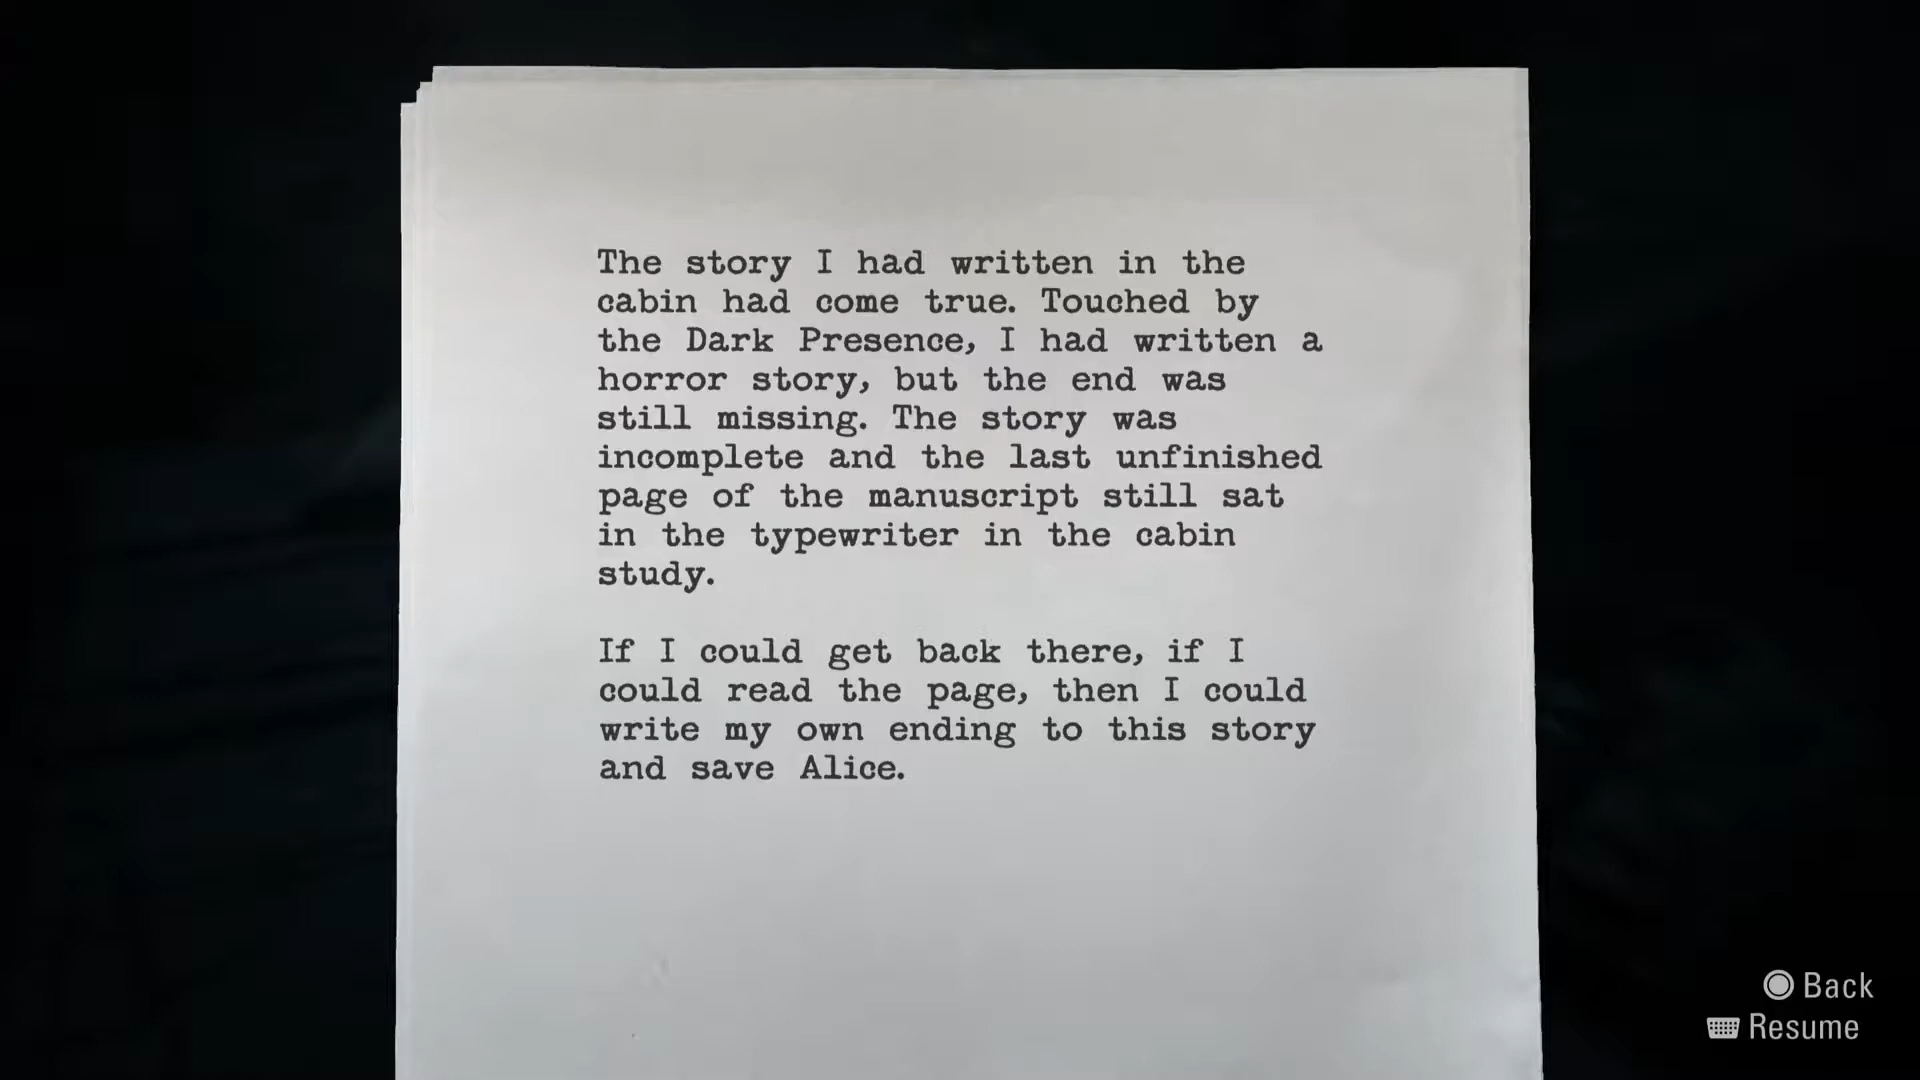 The story I had written in the
cabin had come true. Touched by
the Dark Presence, I had written a
horror story, but the end was
still missing. The story was
incomplete and the last unfinished
page of the manuscript still sat
in the typewriter in the cabin
study.
If I could get back there, if I
could read the page, then I could
write my own ending to this story
and save Alice.
Back
Resume